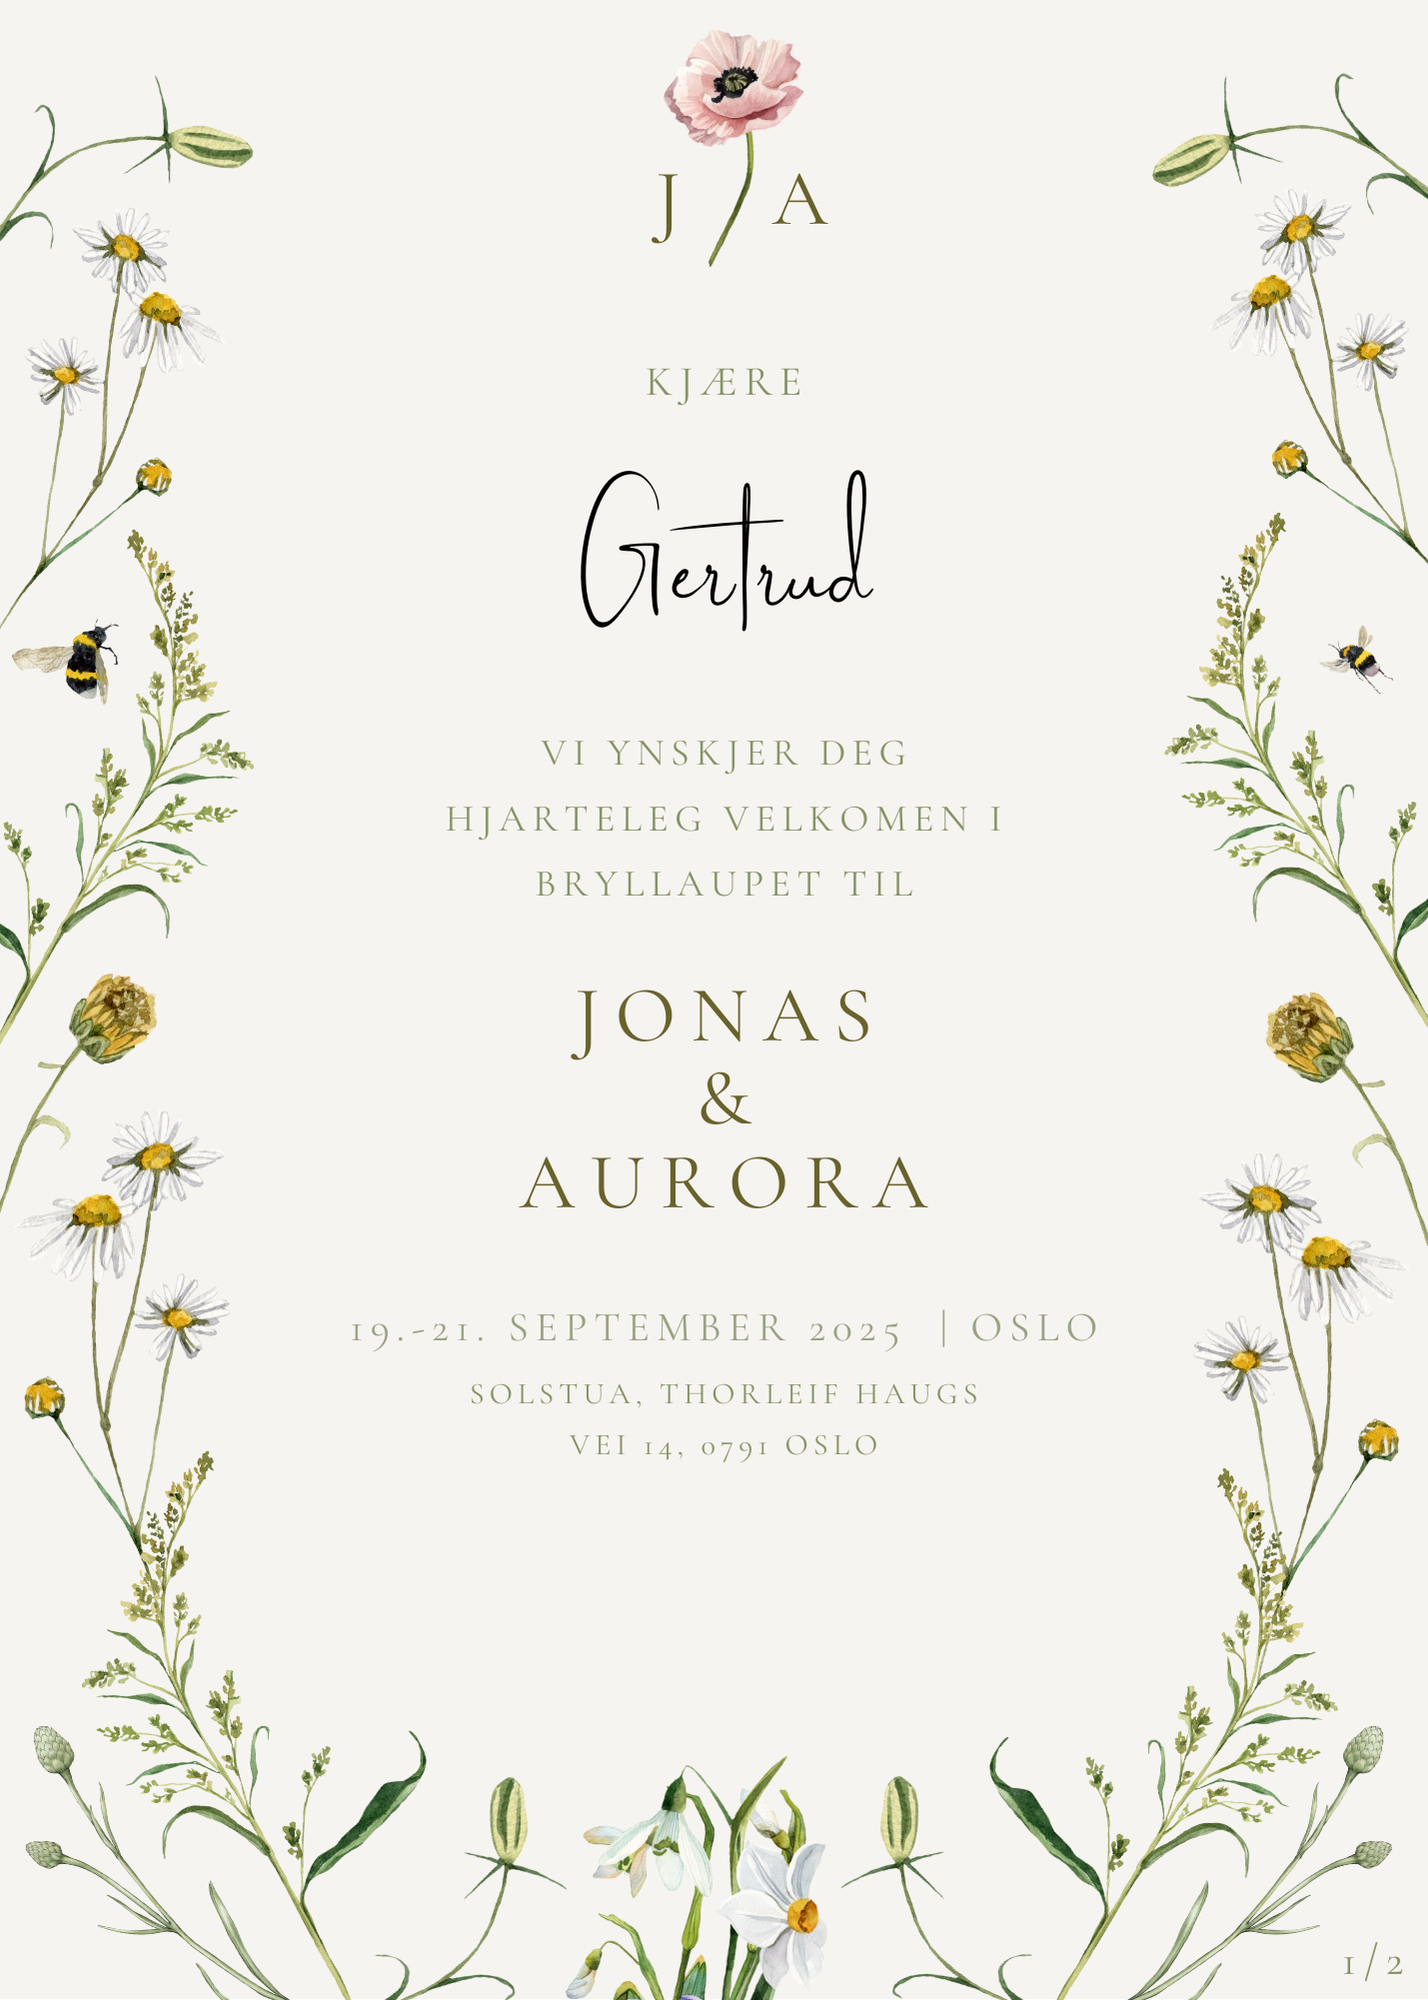 J A
KJÆRE
Gertrud
VI YNSKJER DEG
HJARTELEG VELKOMEN I
BRYLLAUPET TIL
JONAS
&
AURORA
19.-21. SEPTEMBER 2025 | OSLO
SOLSTUA, THORLEIF HAUGS
VEI 14, 0791 OSLO
1/2